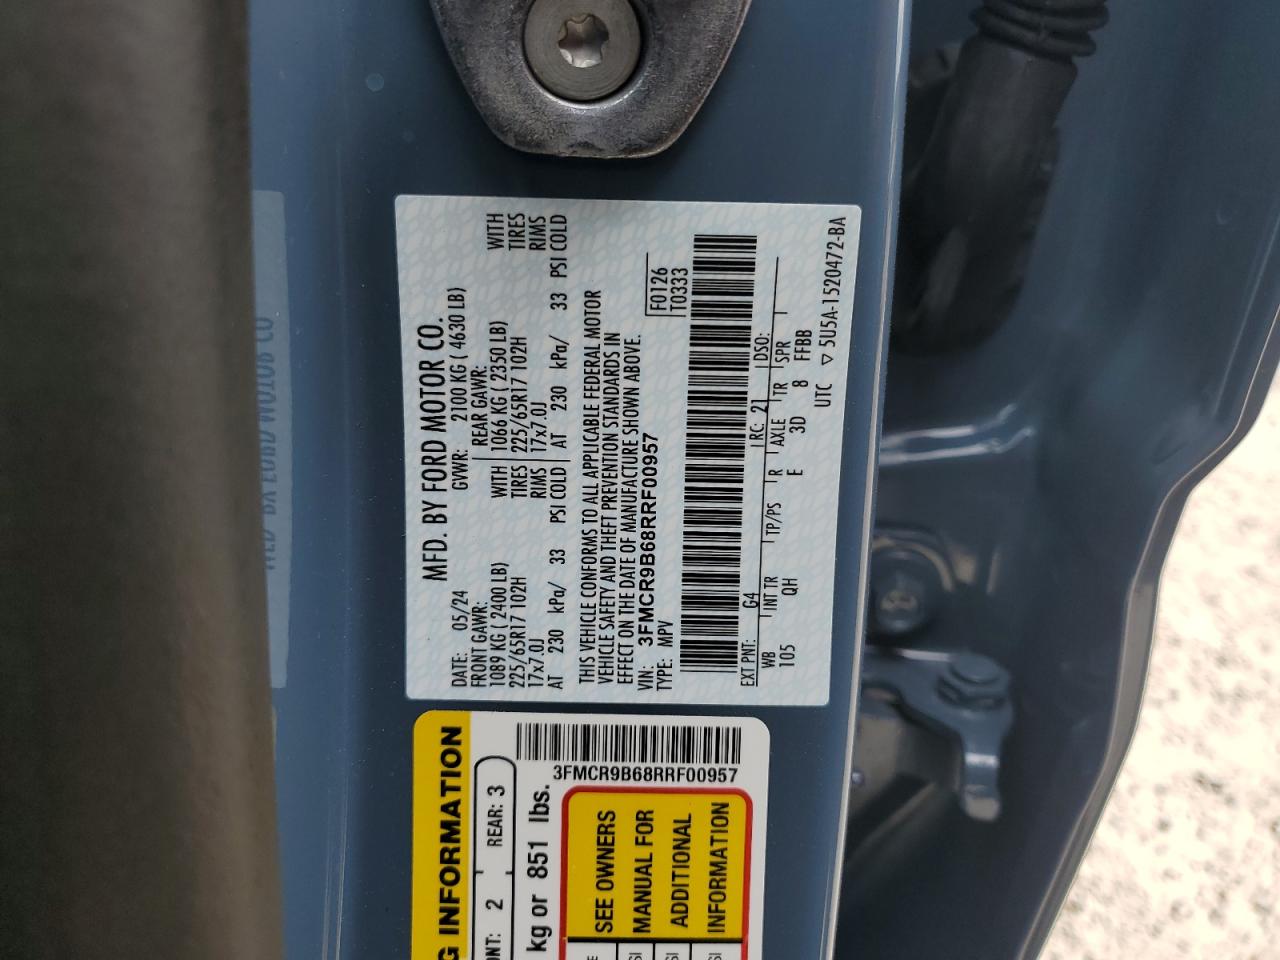 MFD. BY FORD MOTOR CO.
DATE: 05/24 GVWR: 2100 KG ( 4630 LB)
FRONT GAWR: REAR GAWR:
1089 KG ( 2400 LB) WITH 1066 KG ( 2350 LB) WITH
225/65R17 102H TIRES 225/65R17 102H TIRES
17x7.0J RIMS 17x7.0J RIMS
AT 230 kPa/ 33 PSI COLD AT 230 kPa/ 33 PSI COLD
THIS VEHICLE CONFORMS TO ALL APPLICABLE FEDERAL MOTOR
VEHICLE SAFETY AND THEFT PREVENTION STANDARDS IN
EFFECT ON THE DATE OF MANUFACTURE SHOWN ABOVE.
VIN: 3FMCR9B68RRF00957 F0126
TYPE: MPV T0333
EXT PNT: G4 RC: 21 DSO:
WB INT TR TP/PS R AXLE TR SPR
105 QH E 3D 8 FFBB
UTC ▽ 5U5A-1520472-BA
G INFORMATION
NT: 2 REAR: 3
kg or 851 lbs.
3FMCR9B68RRF00957
SEE OWNERS
MANUAL FOR
ADDITIONAL
INFORMATION